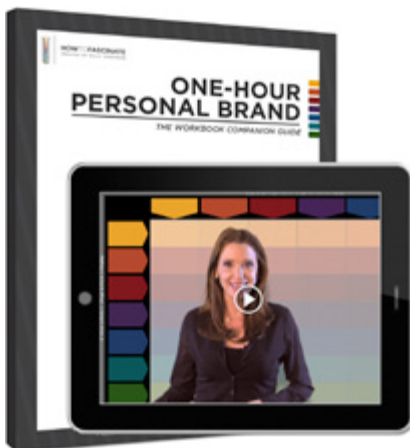 HOW TO FASCINATE
ONE-HOUR
PERSONAL BRAND
THE WORKBOOK COMPANION GUIDE